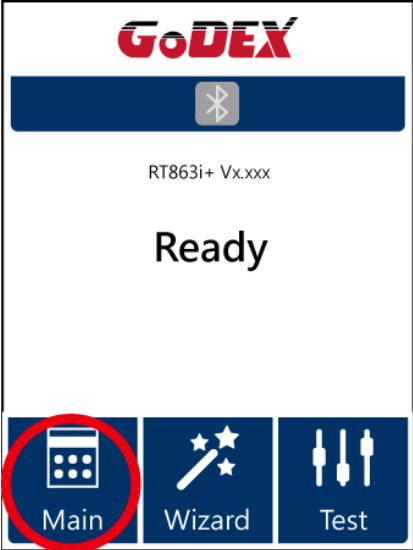 GoDEX
RT863i+ Vx.xxx
Ready
Main
Wizard
Test